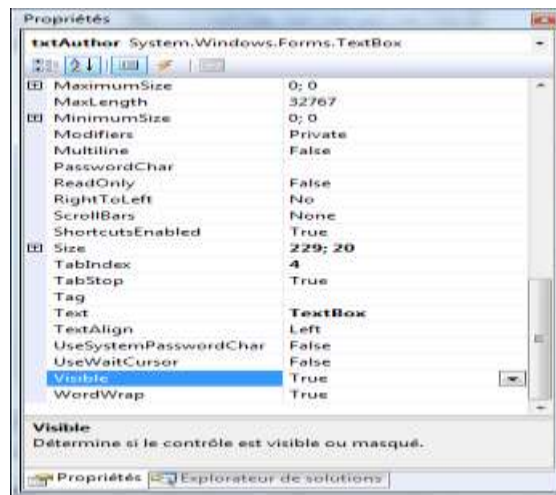 Propriétés
txtAuthor System.Windows.Forms.TextBox
MaximumSize 0; 0
MaxLength 32767
MinimumSize 0; 0
Modifiers Private
Multiline False
PasswordChar
ReadOnly False
RightToLeft No
ScrollBars None
ShortcutsEnabled True
Size 229; 20
TabIndex 4
TabStop True
Tag
Text TextBox
TextAlign Left
UseSystemPasswordChar False
UseWaitCursor False
Visible True
WordWrap True
Visible
Détermine si le contrôle est visible ou masqué.
Propriétés Explorateur de solutions